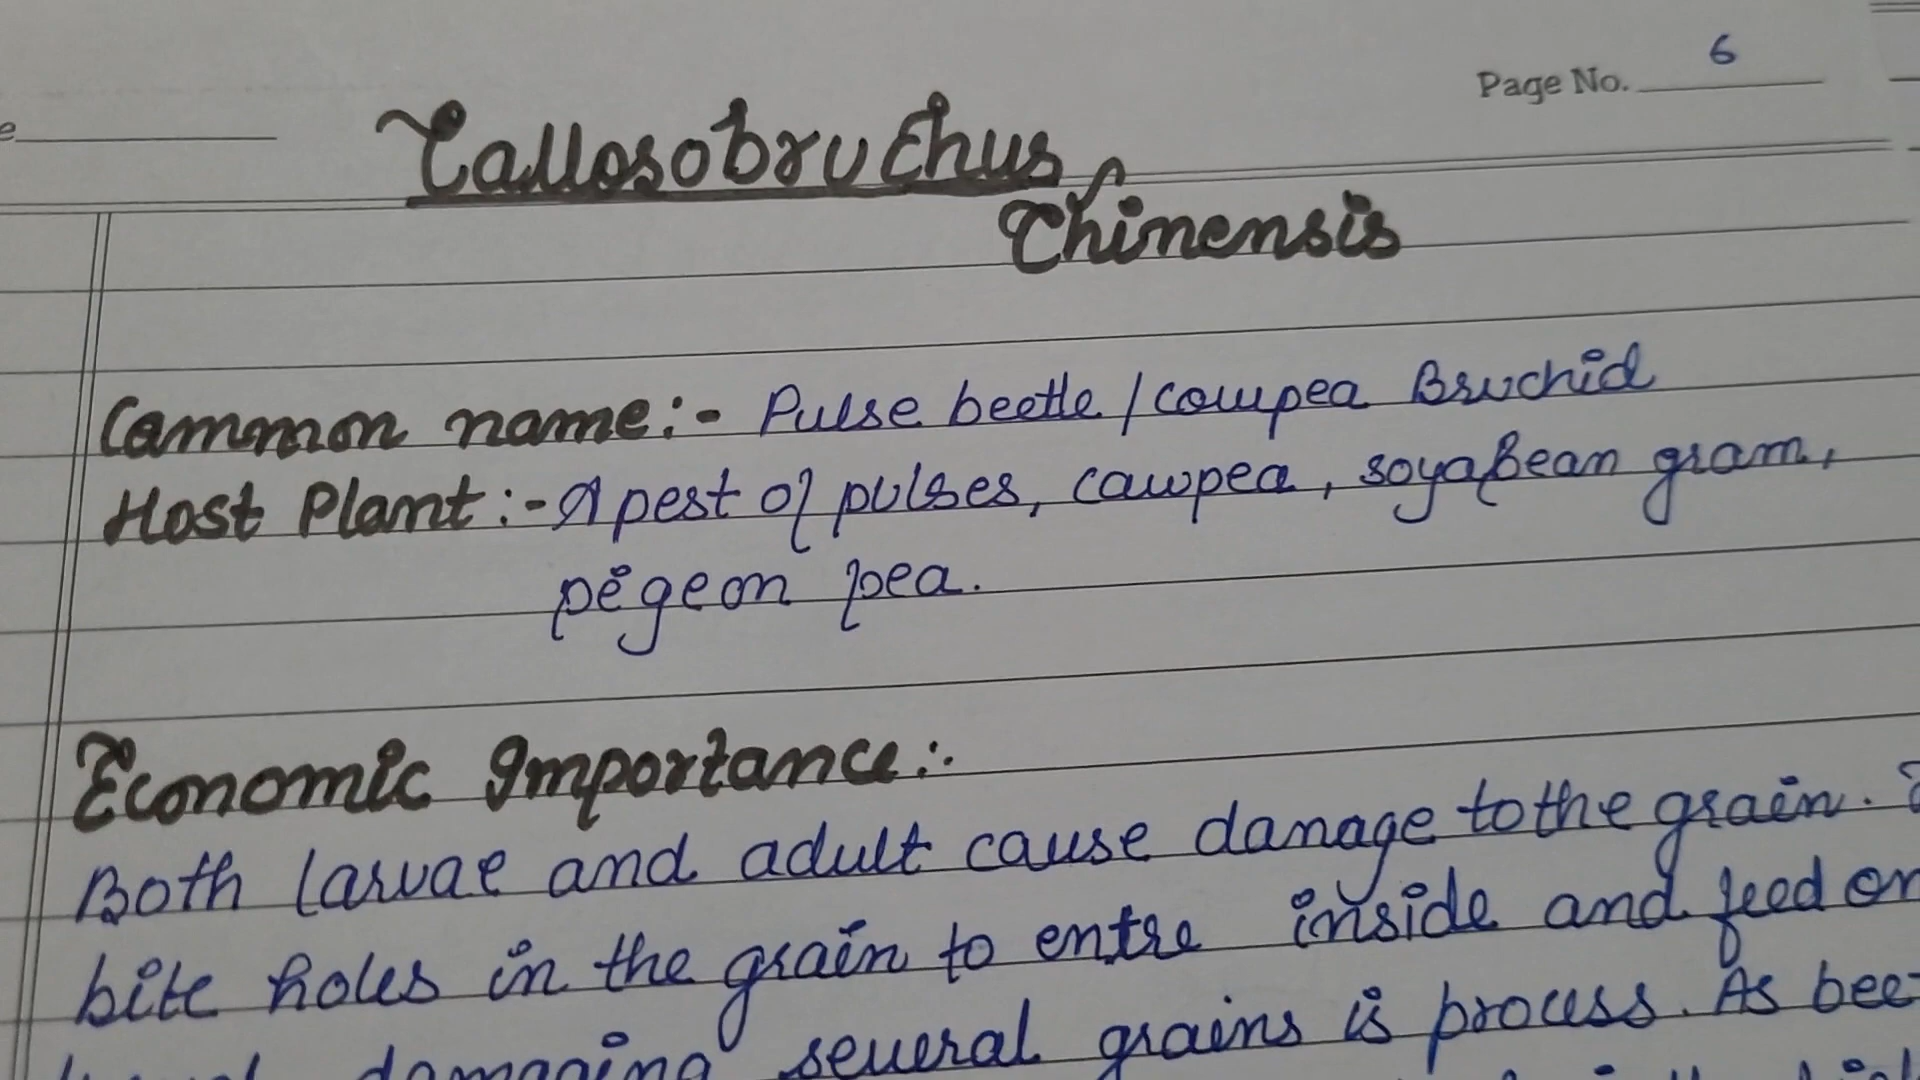 6
Page No.
e
Callosobruchus
Chinensis
Common name:- Pulse beetle / cowpea Bruchid
Host Plant :- A pest of pulses, cawpea, soyabean gram,
pigeon pea.
Economic Importance:-
Both larvae and adult cause damage to the grain.
bite holes in the grain to entre inside and feed on
damaging several grains is process. As bee